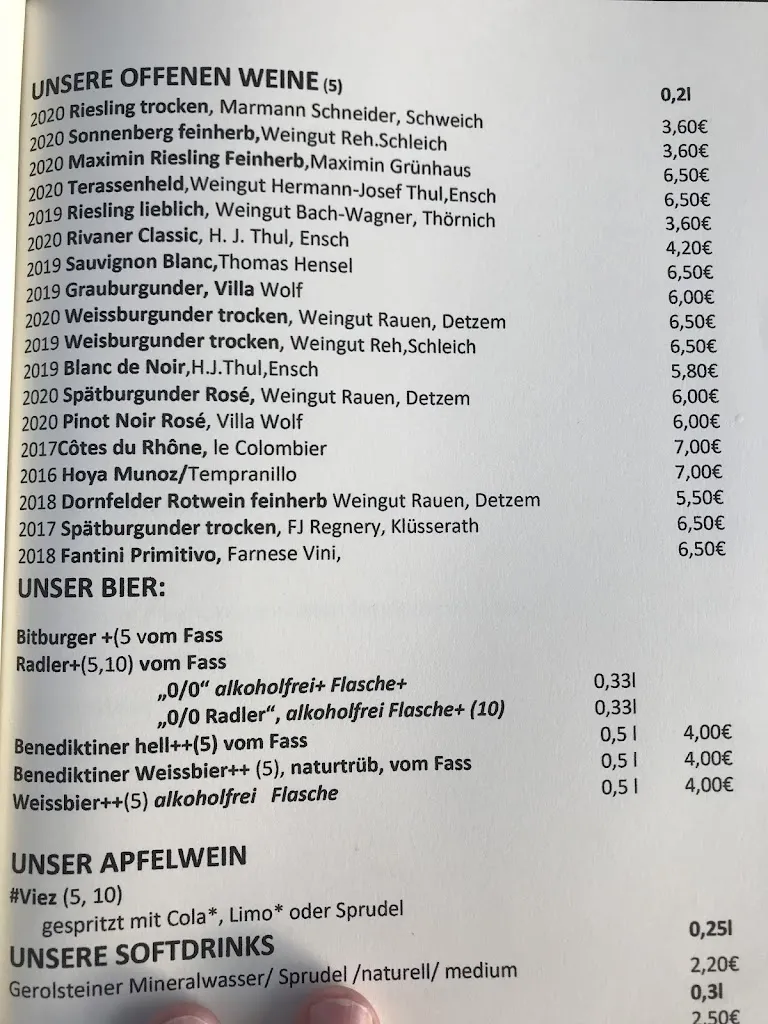 UNSERE OFFENEN WEINE (5) 0,2l
2020 Riesling trocken, Marmann Schneider, Schweich 3,60€
2020 Sonnenberg feinherb,Weingut Reh.Schleich 3,60€
2020 Maximin Riesling Feinherb,Maximin Grünhaus 6,50€
2020 Terassenheld,Weingut Hermann-Josef Thul,Ensch 6,50€
2019 Riesling lieblich, Weingut Bach-Wagner, Thörnich 3,60€
2020 Rivaner Classic, H. J. Thul, Ensch 4,20€
2019 Sauvignon Blanc,Thomas Hensel 6,50€
2019 Grauburgunder, Villa Wolf 6,00€
2020 Weissburgunder trocken, Weingut Rauen, Detzem 6,50€
2019 Weisburgunder trocken, Weingut Reh,Schleich 6,50€
2019 Blanc de Noir,H.J.Thul,Ensch 5,80€
2020 Spätburgunder Rosé, Weingut Rauen, Detzem 6,00€
2020 Pinot Noir Rosé, Villa Wolf 6,00€
2017Côtes du Rhône, le Colombier 7,00€
2016 Hoya Munoz/Tempranillo 7,00€
2018 Dornfelder Rotwein feinherb Weingut Rauen, Detzem 5,50€
2017 Spätburgunder trocken, FJ Regnery, Klüsserath 6,50€
2018 Fantini Primitivo, Farnese Vini, 6,50€
UNSER BIER:
Bitburger +(5 vom Fass
Radler+(5,10) vom Fass
„0/0“ alkoholfrei+ Flasche+ 0,33l
„0/0 Radler“, alkoholfrei Flasche+ (10) 0,33l
Benediktiner hell++(5) vom Fass 0,5 l 4,00€
Benediktiner Weissbier++ (5), naturtrüb, vom Fass 0,5 l 4,00€
Weissbier++(5) alkoholfrei Flasche 0,5 l 4,00€
UNSER APFELWEIN
#Viez (5, 10)
gespritzt mit Cola*, Limo* oder Sprudel
UNSERE SOFTDRINKS 0,25l
Gerolsteiner Mineralwasser/ Sprudel /naturell/ medium 2,20€
0,3l
2,50€